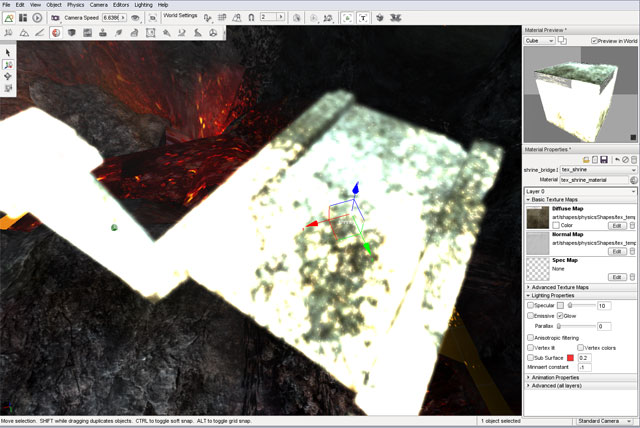 File Edit View Object Physics Camera Editors Lighting Help
Camera Speed 6.6386 World Settings 2
Material Preview *
Cube Preview in World
Material Properties *
shrine_bridge1 tex_shrine
Material tex_shrine_material
Layer 0
Basic Texture Maps
Diffuse Map
art/shapes/physicsShapes/tex_temp
Color Edit
Normal Map
art/shapes/physicsShapes/tex_temp
Edit
Spec Map
None
Edit
Advanced Texture Maps
Lighting Properties
Specular 10
Emissive Glow
Parallax 0
Anisotropic filtering
Vertex lit Vertex colors
Sub Surface 0.2
Minnaert constant -1
Animation Properties
Advanced (all layers)
Move selection. SHIFT while dragging duplicates objects. CTRL to toggle soft snap. ALT to toggle grid snap. 1 object selected Standard Camera